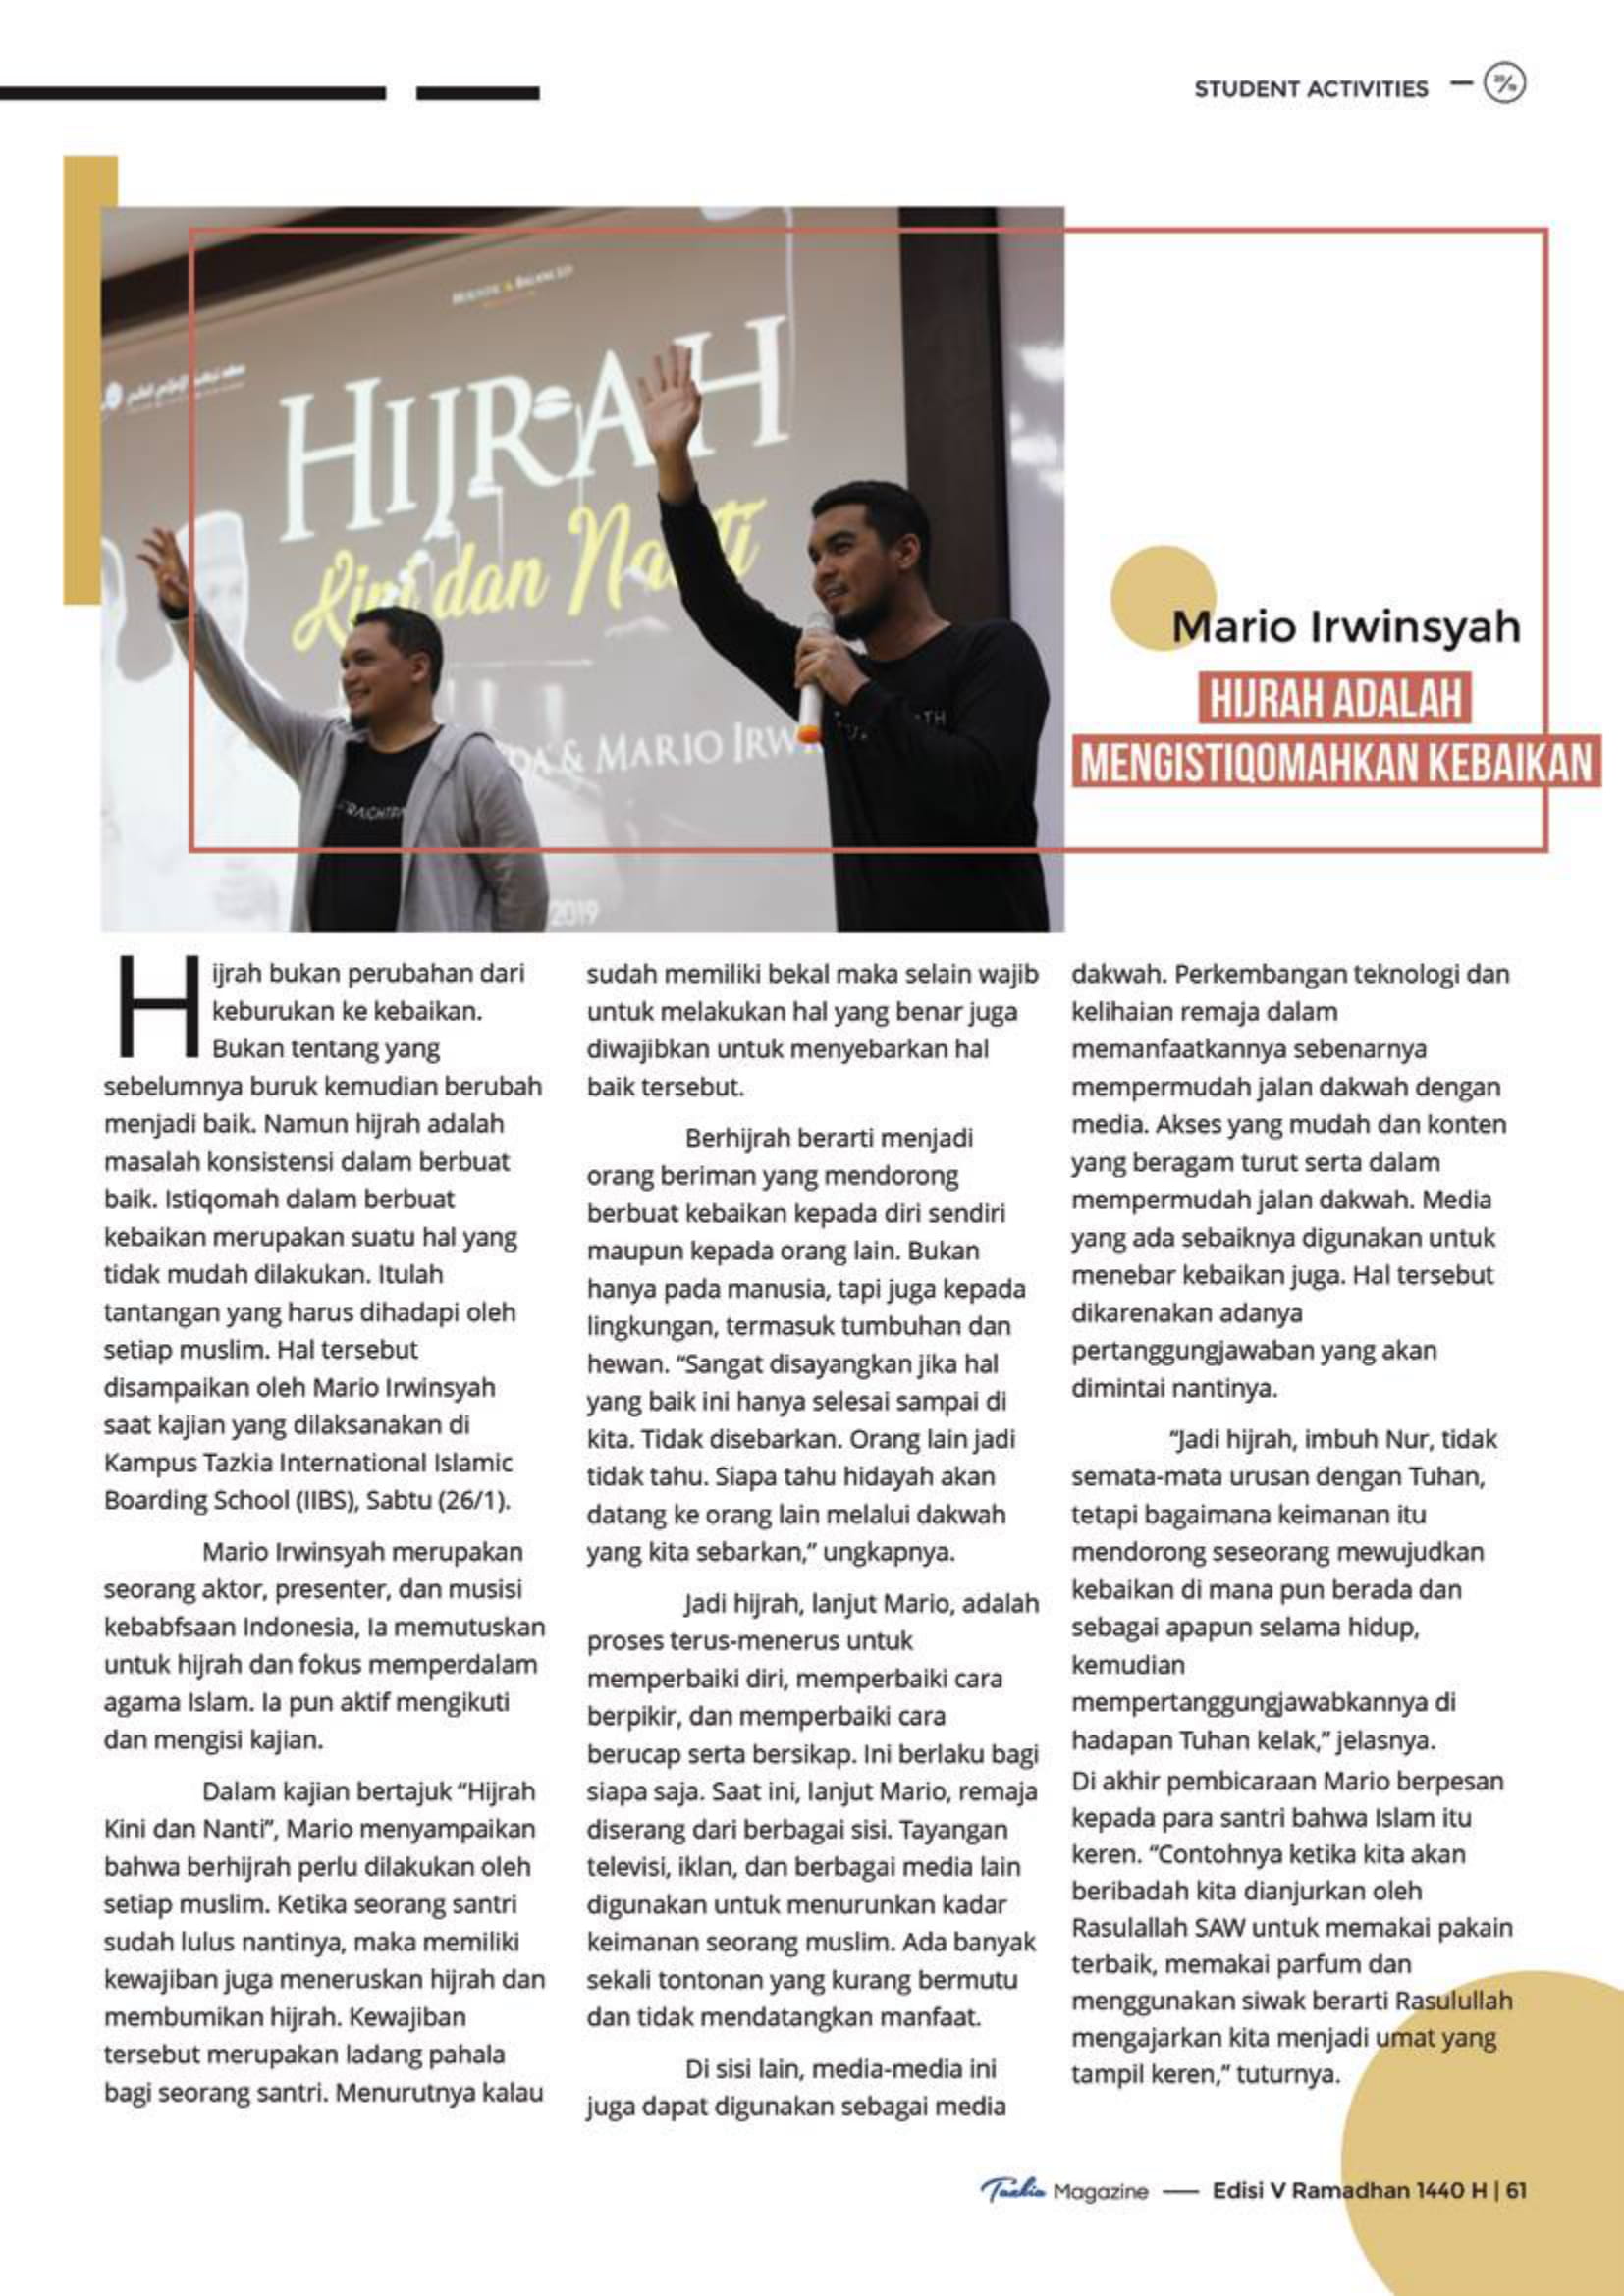 STUDENT ACTIVITIES
HIJRAH
Kini dan Nanti
& MARIO IRW
2019
Mario Irwinsyah
HIJRAH ADALAH
MENGISTIQOMAHKAN KEBAIKAN
Hijrah bukan perubahan dari
keburukan ke kebaikan.
Bukan tentang yang
sebelumnya buruk kemudian berubah
menjadi baik. Namun hijrah adalah
masalah konsistensi dalam berbuat
baik. Istiqomah dalam berbuat
kebaikan merupakan suatu hal yang
tidak mudah dilakukan. Itulah
tantangan yang harus dihadapi oleh
setiap muslim. Hal tersebut
disampaikan oleh Mario Irwinsyah
saat kajian yang dilaksanakan di
Kampus Tazkia International Islamic
Boarding School (IIBS), Sabtu (26/1).
Mario Irwinsyah merupakan
seorang aktor, presenter, dan musisi
kebabfsaan Indonesia, Ia memutuskan
untuk hijrah dan fokus memperdalam
agama Islam. Ia pun aktif mengikuti
dan mengisi kajian.
Dalam kajian bertajuk “Hijrah
Kini dan Nanti”, Mario menyampaikan
bahwa berhijrah perlu dilakukan oleh
setiap muslim. Ketika seorang santri
sudah lulus nantinya, maka memiliki
kewajiban juga meneruskan hijrah dan
membumikan hijrah. Kewajiban
tersebut merupakan ladang pahala
bagi seorang santri. Menurutnya kalau
sudah memiliki bekal maka selain wajib
untuk melakukan hal yang benar juga
diwajibkan untuk menyebarkan hal
baik tersebut.
Berhijrah berarti menjadi
orang beriman yang mendorong
berbuat kebaikan kepada diri sendiri
maupun kepada orang lain. Bukan
hanya pada manusia, tapi juga kepada
lingkungan, termasuk tumbuhan dan
hewan. “Sangat disayangkan jika hal
yang baik ini hanya selesai sampai di
kita. Tidak disebarkan. Orang lain jadi
tidak tahu. Siapa tahu hidayah akan
datang ke orang lain melalui dakwah
yang kita sebarkan,” ungkapnya.
Jadi hijrah, lanjut Mario, adalah
proses terus-menerus untuk
memperbaiki diri, memperbaiki cara
berpikir, dan memperbaiki cara
berucap serta bersikap. Ini berlaku bagi
siapa saja. Saat ini, lanjut Mario, remaja
diserang dari berbagai sisi. Tayangan
televisi, iklan, dan berbagai media lain
digunakan untuk menurunkan kadar
keimanan seorang muslim. Ada banyak
sekali tontonan yang kurang bermutu
dan tidak mendatangkan manfaat.
Di sisi lain, media-media ini
juga dapat digunakan sebagai media
dakwah. Perkembangan teknologi dan
kelihaian remaja dalam
memanfaatkannya sebenarnya
mempermudah jalan dakwah dengan
media. Akses yang mudah dan konten
yang beragam turut serta dalam
mempermudah jalan dakwah. Media
yang ada sebaiknya digunakan untuk
menebar kebaikan juga. Hal tersebut
dikarenakan adanya
pertanggungjawaban yang akan
dimintai nantinya.
“Jadi hijrah, imbuh Nur, tidak
semata-mata urusan dengan Tuhan,
tetapi bagaimana keimanan itu
mendorong seseorang mewujudkan
kebaikan di mana pun berada dan
sebagai apapun selama hidup,
kemudian
mempertanggungjawabkannya di
hadapan Tuhan kelak,” jelasnya.
Di akhir pembicaraan Mario berpesan
kepada para santri bahwa Islam itu
keren. “Contohnya ketika kita akan
beribadah kita dianjurkan oleh
Rasulallah SAW untuk memakai pakain
terbaik, memakai parfum dan
menggunakan siwak berarti Rasulullah
mengajarkan kita menjadi umat yang
tampil keren,” tuturnya.
Tazkia Magazine — Edisi V Ramadhan 1440 H | 61